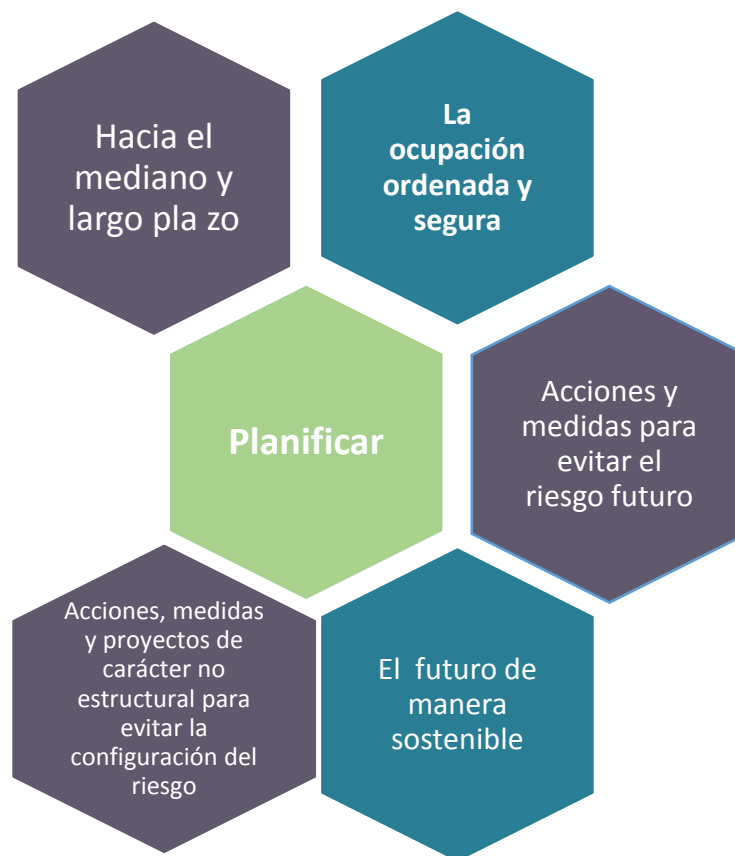 Hacia el
mediano y
largo pla zo
La
ocupación
ordenada y
segura
Planificar
Acciones y
medidas para
evitar el
riesgo futuro
Acciones, medidas
y proyectos de
carácter no
estructural para
evitar la
configuración del
riesgo
El  futuro de
manera
sostenible